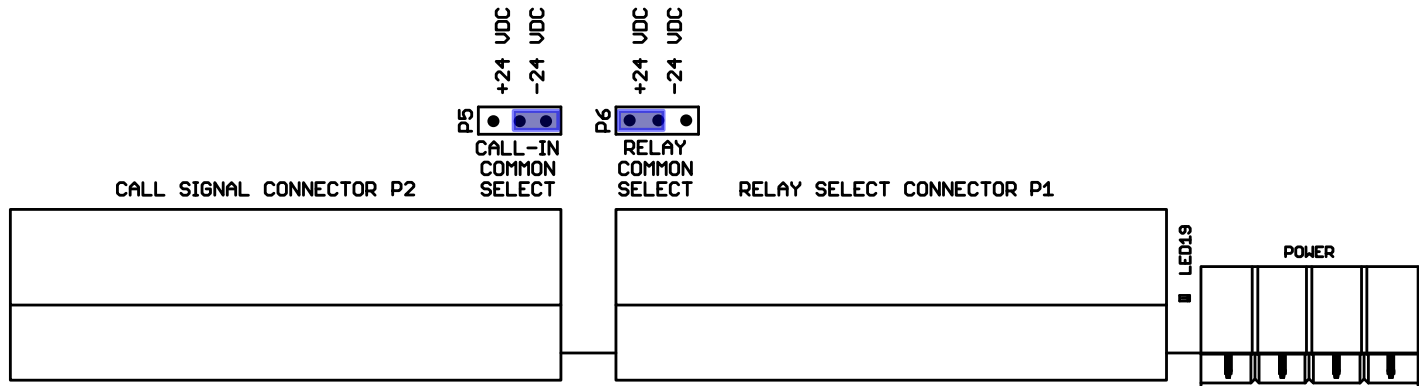 +24 VDC
-24 VDC
+24 VDC
-24 VDC
P5
P6
CALL-IN
COMMON
SELECT
RELAY
COMMON
SELECT
CALL SIGNAL CONNECTOR P2
RELAY SELECT CONNECTOR P1
LED19
POWER